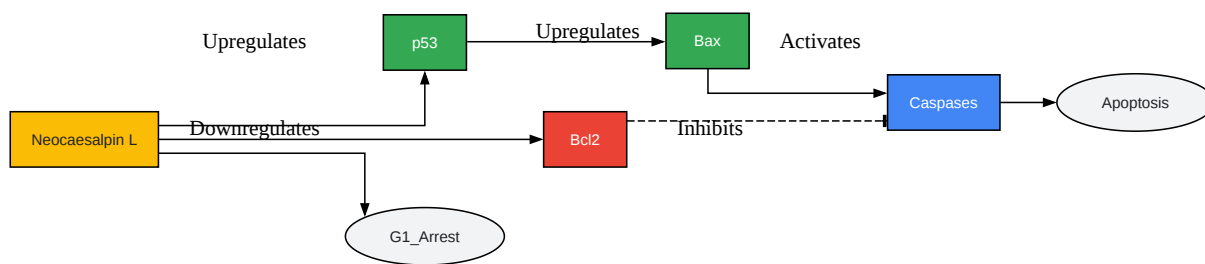 Upregulates
p53
Upregulates
Bax
Activates
Neocaesalpin L
Downregulates
Bcl2
Inhibits
Caspases
Apoptosis
G1_Arrest